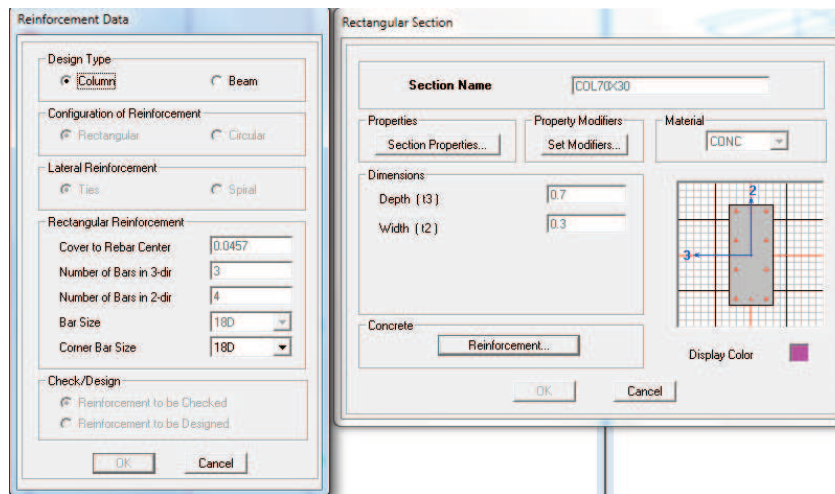 Reinforcement Data
Design Type
Column
Beam
Configuration of Reinforcement
Rectangular
Circular
Lateral Reinforcement
Ties
Spiral
Rectangular Reinforcement
Cover to Rebar Center
0.0457
Number of Bars in 3-dir
3
Number of Bars in 2-dir
4
Bar Size
18D
Corner Bar Size
18D
Check/Design
Reinforcement to be Checked
Reinforcement to be Designed
OK
Cancel
Rectangular Section
Section Name
COL70X30
Properties
Section Properties...
Property Modifiers
Set Modifiers...
Material
CONC
Dimensions
Depth ( t3 )
0.7
Width ( t2 )
0.3
2
3
Concrete
Reinforcement...
Display Color
OK
Cancel